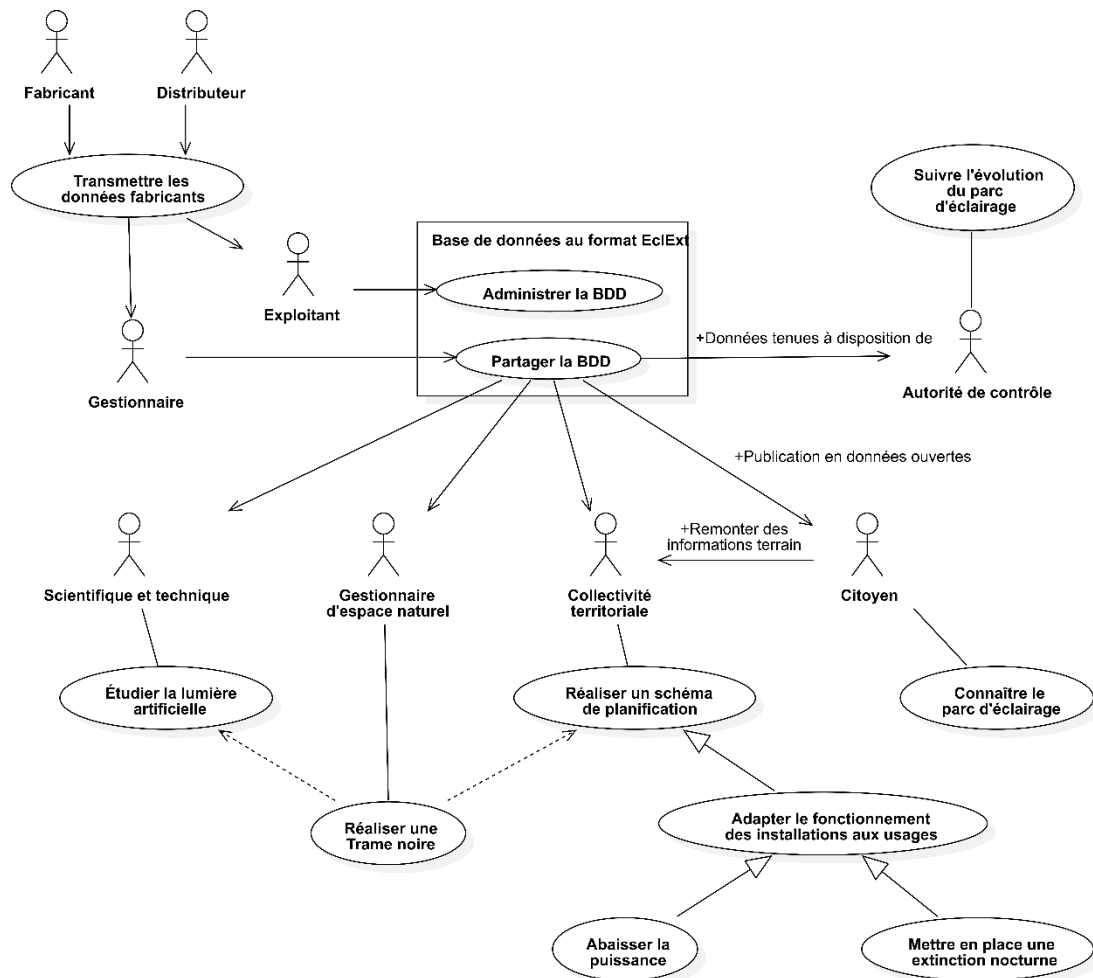 Fabricant
Distributeur
Transmettre les
données fabricants
Suivre l'évolution
du parc
d'éclairage
Base de données au format EclExt
Administrer la BDD
Exploitant
+Données tenues à disposition de
Partager la BDD
Gestionnaire
Autorité de contrôle
+Publication en données ouvertes
+Remonter des
informations terrain
Scientifique et technique
Gestionnaire
d'espace naturel
Collectivité
territoriale
Citoyen
Étudier la lumière
artificielle
Réaliser un schéma
de planification
Connaître le
parc d'éclairage
Réaliser une
Trame noire
Adapter le fonctionnement
des installations aux usages
Abaisser la
puissance
Mettre en place une
extinction nocturne